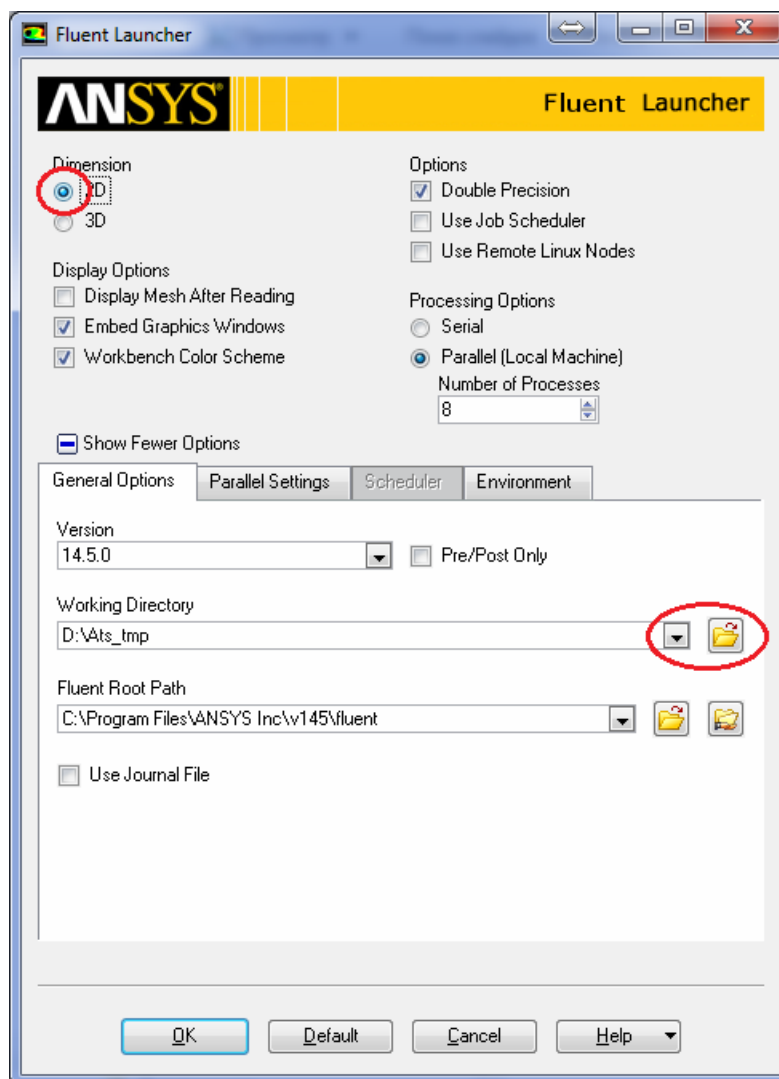 Fluent Launcher
ANSYS
Fluent Launcher
Dimension
2D
3D
Options
Double Precision
Use Job Scheduler
Use Remote Linux Nodes
Display Options
Display Mesh After Reading
Embed Graphics Windows
Workbench Color Scheme
Processing Options
Serial
Parallel (Local Machine)
Number of Processes
8
Show Fewer Options
General Options
Parallel Settings
Scheduler
Environment
Version
14.5.0
Pre/Post Only
Working Directory
D:\Ats_tmp
Fluent Root Path
C:\Program Files\ANSYS Inc\v145\fluent
Use Journal File
OK
Default
Cancel
Help